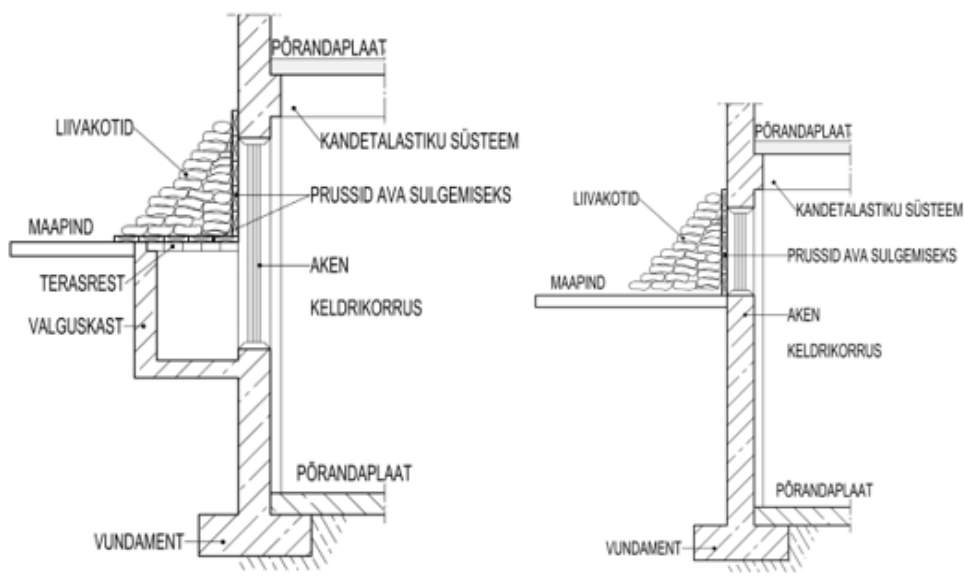 PÕRANDAPLAAT
LIIVAKOTID
KANDETALASTIKU SÜSTEEM
PRUSSID AVA SULGEMISEKS
MAAPIND
TERASREST
AKEN
VALGUSKAST
KELDRIKORRUS
PÕRANDAPLAAT
VUNDAMENT
PÕRANDAPLAAT
LIIVAKOTID
KANDETALASTIKU SÜSTEEM
PRUSSID AVA SULGEMISEKS
MAAPIND
AKEN
KELDRIKORRUS
PÕRANDAPLAAT
VUNDAMENT